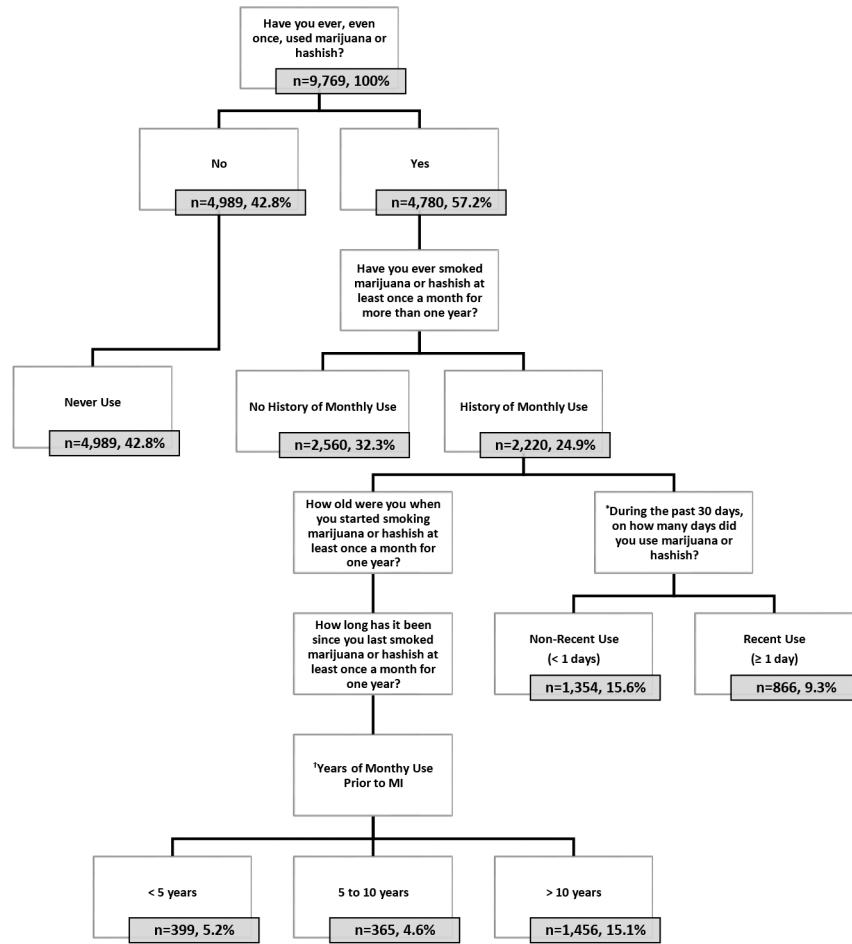 Have you ever, even
once, used marijuana or
hashish?
n=9,769, 100%
No
n=4,989, 42.8%
Yes
n=4,780, 57.2%
Have you ever smoked
marijuana or hashish at
least once a month for
more than one year?
Never Use
n=4,989, 42.8%
No History of Monthly Use
n=2,560, 32.3%
History of Monthly Use
n=2,220, 24.9%
How old were you when
you started smoking
marijuana or hashish at
least once a month for
one year?
*During the past 30 days,
on how many days did
you use marijuana or
hashish?
How long has it been
since you last smoked
marijuana or hashish at
least once a month for
one year?
Non-Recent Use
(< 1 days)
n=1,354, 15.6%
Recent Use
(≥ 1 day)
n=866, 9.3%
†Years of Monthy Use
Prior to MI
< 5 years
n=399, 5.2%
5 to 10 years
n=365, 4.6%
> 10 years
n=1,456, 15.1%